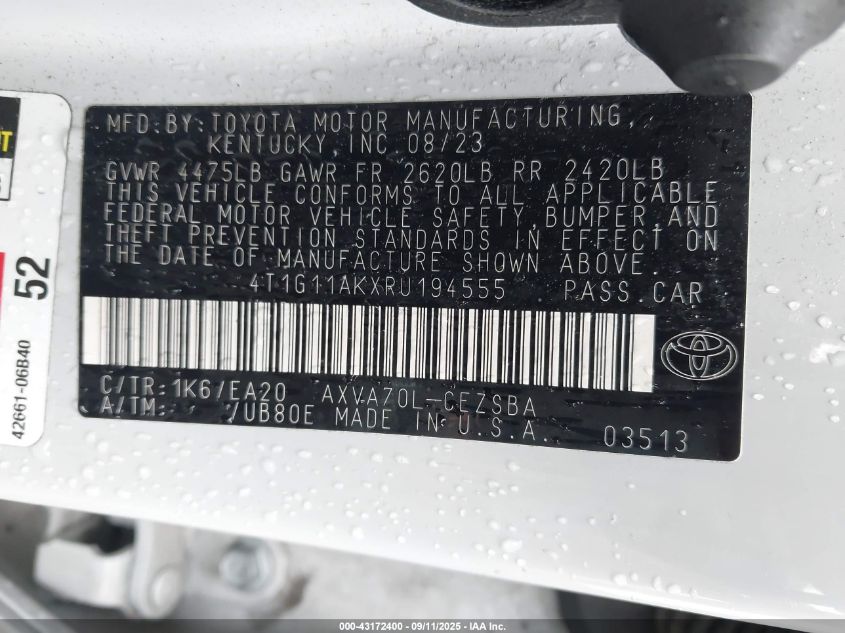 MFD.BY:TOYOTA MOTOR MANUFACTURING,
KENTUCKY,INC.08/23
GVWR 4475LB GAWR FR 2620LB RR 2420LB
THIS VEHICLE CONFORMS TO ALL APPLICABLE
FEDERAL MOTOR VEHICLE SAFETY,BUMPER,AND
THEFT PREVENTION STANDARDS IN EFFECT ON
THE DATE OF MANUFACTURE SHOWN ABOVE.
4T1G11AKXRU194555 PASS.CAR
C/TR:1K6/EA20 AXVA70L-CEZSBA
A/TM: /UB80E MADE IN U.S.A. 03513
52
42661-06B40
000-43172400 - 09/11/2025 - IAA Inc.